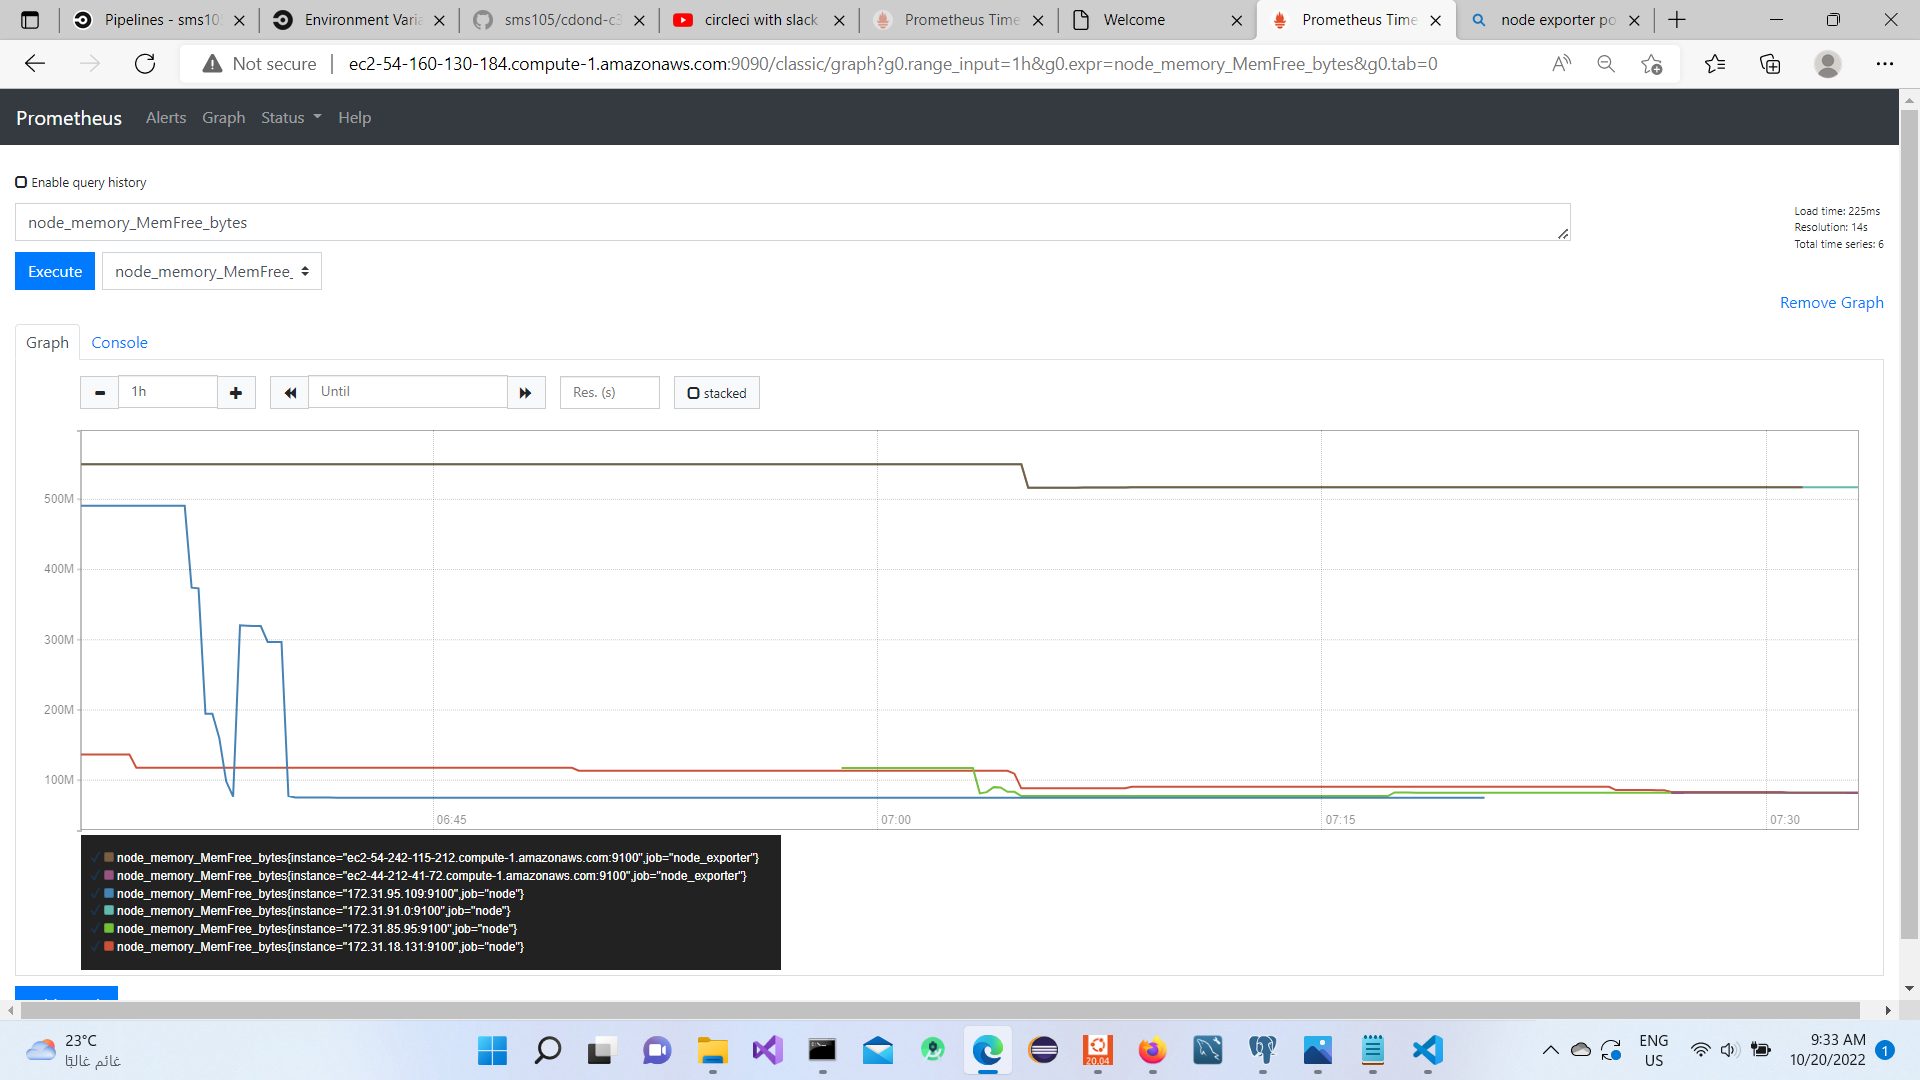 Pipelines - sms10
Environment Varia
sms105/cdond-c3
circleci with slack
Prometheus Time
Welcome
Prometheus Time
node exporter po
Not secure
ec2-54-160-130-184.compute-1.amazonaws.com:9090/classic/graph?g0.range_input=1h&g0.expr=node_memory_MemFree_bytes&g0.tab=0
Prometheus
Alerts
Graph
Status
Help
Enable query history
node_memory_MemFree_bytes
Load time: 225ms
Resolution: 14s
Total time series: 6
Execute
node_memory_MemFree_
Remove Graph
Graph
Console
1h
Until
Res. (s)
stacked
500M
400M
300M
200M
100M
06:45
07:00
07:15
07:30
node_memory_MemFree_bytes{instance="ec2-54-242-115-212.compute-1.amazonaws.com:9100",job="node_exporter"}
node_memory_MemFree_bytes{instance="ec2-44-212-41-72.compute-1.amazonaws.com:9100",job="node_exporter"}
node_memory_MemFree_bytes{instance="172.31.95.109:9100",job="node"}
node_memory_MemFree_bytes{instance="172.31.91.0:9100",job="node"}
node_memory_MemFree_bytes{instance="172.31.85.95:9100",job="node"}
node_memory_MemFree_bytes{instance="172.31.18.131:9100",job="node"}
23°C
غائم غالبًا
20.04
ENG
US
9:33 AM
10/20/2022
1